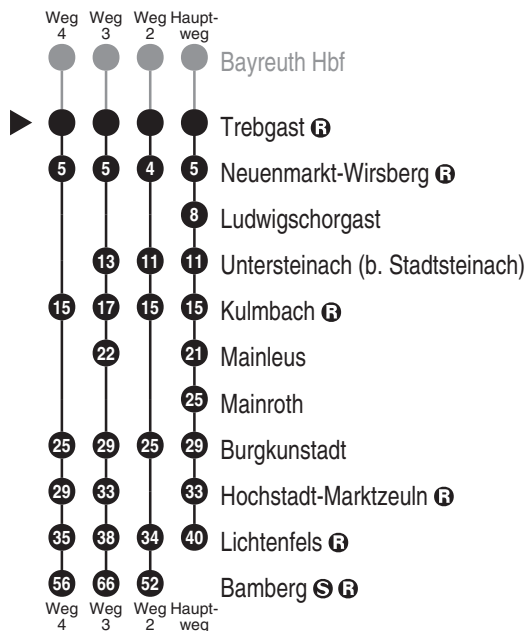 Weg Weg Weg Haupt-
4 3 2 weg
Bayreuth Hbf
Trebgast R
5 5 4 5 Neuenmarkt-Wirsberg R
8 Ludwigschorgast
13 11 11 Untersteinach (b. Stadtsteinach)
15 17 15 15 Kulmbach R
22 21 Mainleus
25 Mainroth
25 29 25 29 Burgkunstadt
29 33 33 Hochstadt-Marktzeuln R
35 38 34 40 Lichtenfels R
56 66 52 Bamberg S R
Weg Weg Weg Haupt-
4 3 2 weg